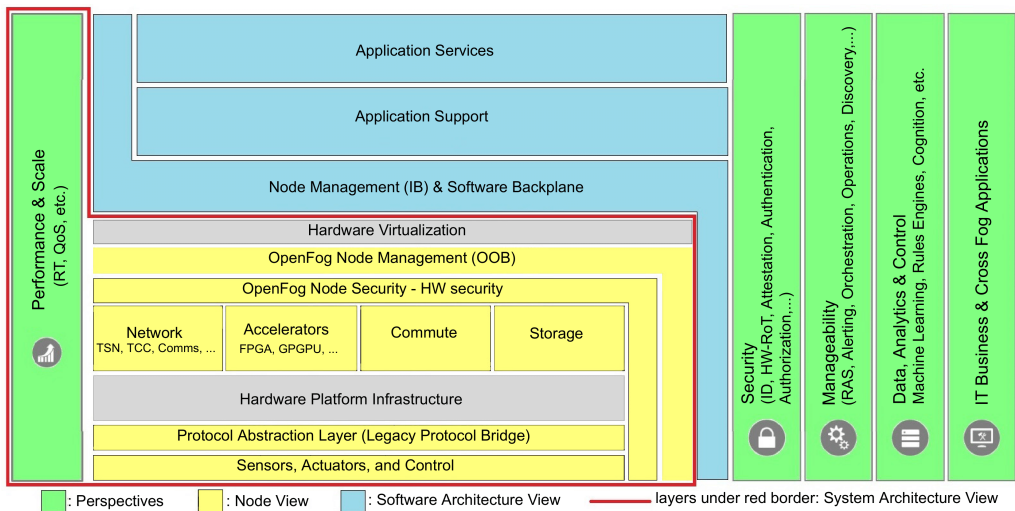 Performance & Scale
(RT, QoS, etc.)
Application Services
Application Support
Node Management (IB) & Software Backplane
Hardware Virtualization
OpenFog Node Management (OOB)
OpenFog Node Security - HW security
Network
TSN, TCC, Comms, ...
Accelerators
FPGA, GPGPU, ...
Commute
Storage
Hardware Platform Infrastructure
Protocol Abstraction Layer (Legacy Protocol Bridge)
Sensors, Actuators, and Control
Security
(ID, HW-RoT, Attestation, Authentication,
Authorization,...)
Manageability
(RAS, Alerting, Orchestration, Operations, Discovery,...)
Data, Analytics & Control
Machine Learning, Rules Engines, Cognition, etc.
IT Business & Cross Fog Applications
: Perspectives
: Node View
: Software Architecture View
layers under red border: System Architecture View